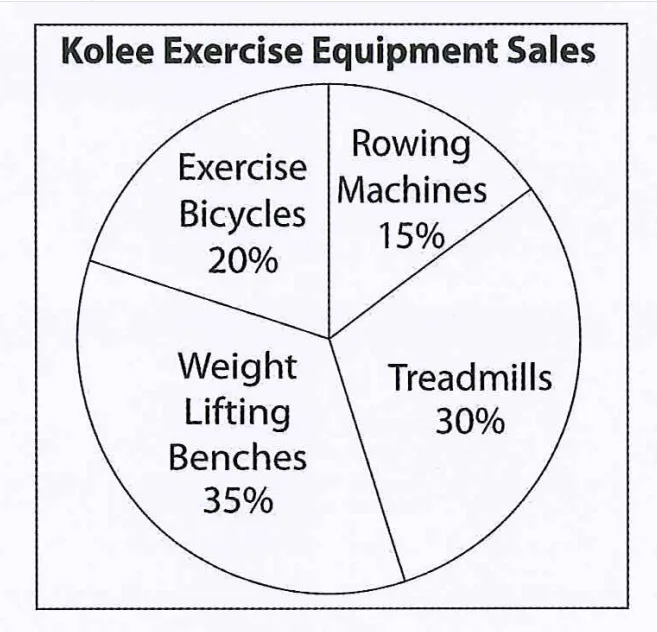 Kolee Exercise Equipment Sales
Exercise
Bicycles
20%
Rowing
Machines
15%
Weight
Lifting
Benches
35%
Treadmills
30%